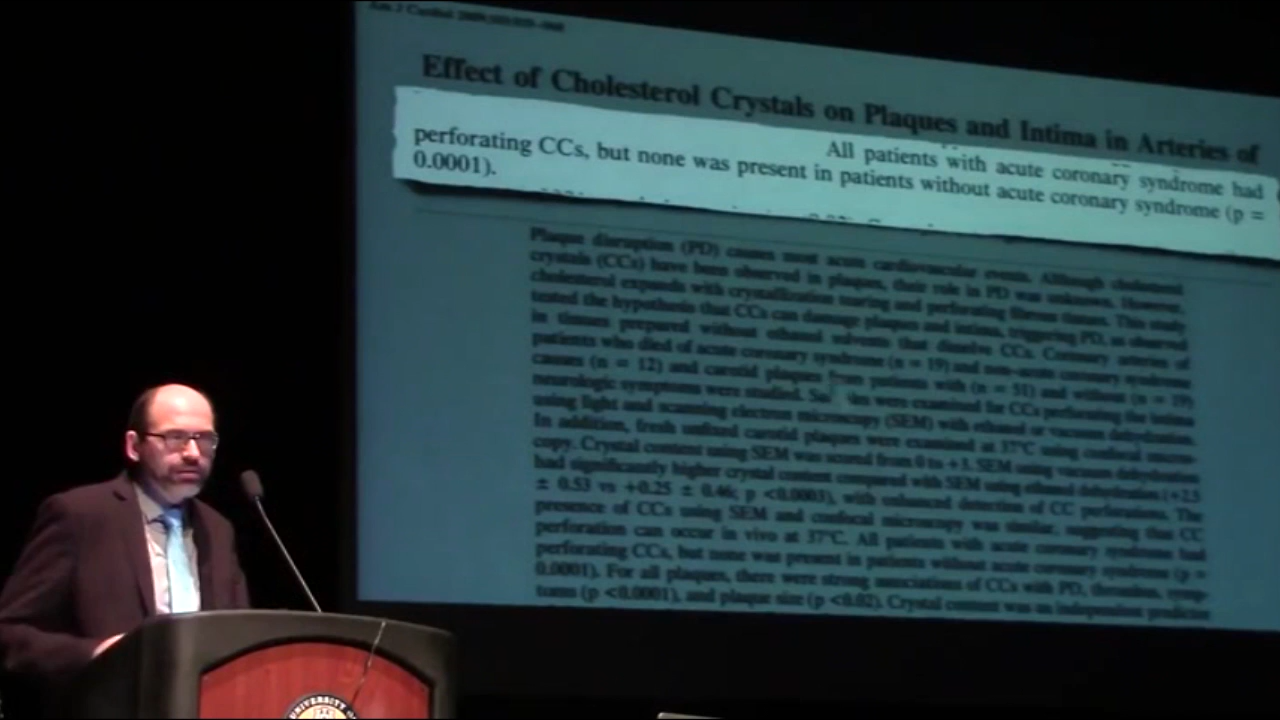 Effect of Cholesterol Crystals on Plaques and Intima in Arteries of
All patients with acute coronary syndrome had
perforating CCs, but none was present in patients without acute coronary syndrome (p =
0.0001).
Plaque disruption (PD) causes most acute cardiovascular events. Although cholesterol
crystals (CCs) have been observed in plaques, their role in PD was unknown. However,
cholesterol expands with crystallization tearing and perforating fibrous tissues. This study
tested the hypothesis that CCs can damage plaques and intima, triggering PD, as observed
in tissues prepared without ethanol solvents that dissolve CCs. Coronary arteries of
patients who died of acute coronary syndrome (n = 19) and non-acute coronary syndrome
causes (n = 12) and carotid plaques from patients with (n = 51) and without (n = 19)
neurologic symptoms were studied. were examined for CCs perforating the intima
using light and scanning electron microscopy (SEM) with ethanol or vacuum dehydration.
In addition, fresh unfixed carotid plaques were examined at 37°C using confocal micros-
copy. Crystal content using SEM was scored from 0 to +3. SEM using vacuum dehydration
had significantly higher crystal content compared with SEM using ethanol dehydration (+2.5
± 0.53 vs +0.25 ± 0.46; p <0.0003), with enhanced detection of CC perforations. The
presence of CCs using SEM and confocal microscopy was similar, suggesting that CC
perforation can occur in vivo at 37°C. All patients with acute coronary syndrome had
perforating CCs, but none was present in patients without acute coronary syndrome (p =
0.0001). For all plaques, there were strong associations of CCs with PD, thrombus, symp-
toms (p <0.0001), and plaque size (p <0.02). Crystal content was an independent predictor
UNIVERSITY